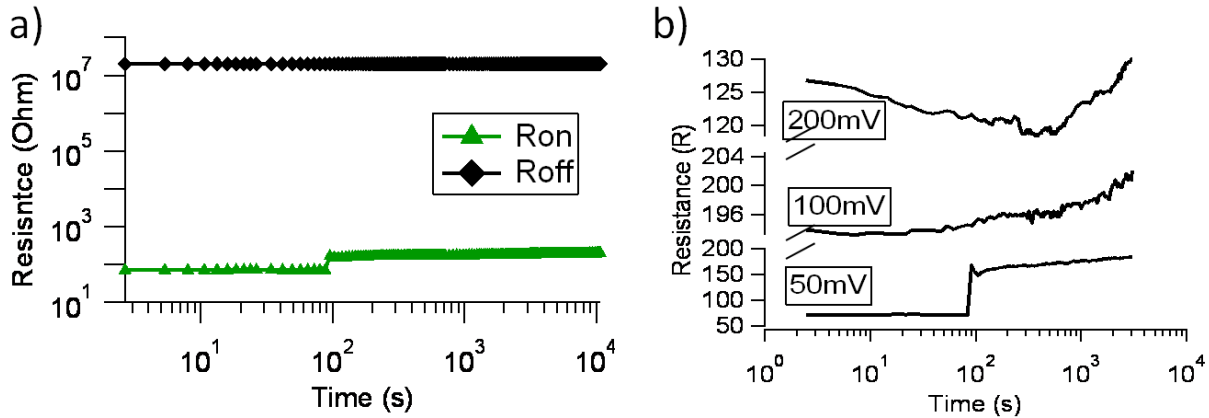 a)
Resisntce (Ohm)
10^7
10^5
10^3
10^1
Ron
Roff
10^1
10^2
10^3
10^4
Time (s)
b)
Resistance (R)
130
125
120
200mV
204
200
196
100mV
200
150
100
50
50mV
10^0
10^1
10^2
10^3
10^4
Time (s)